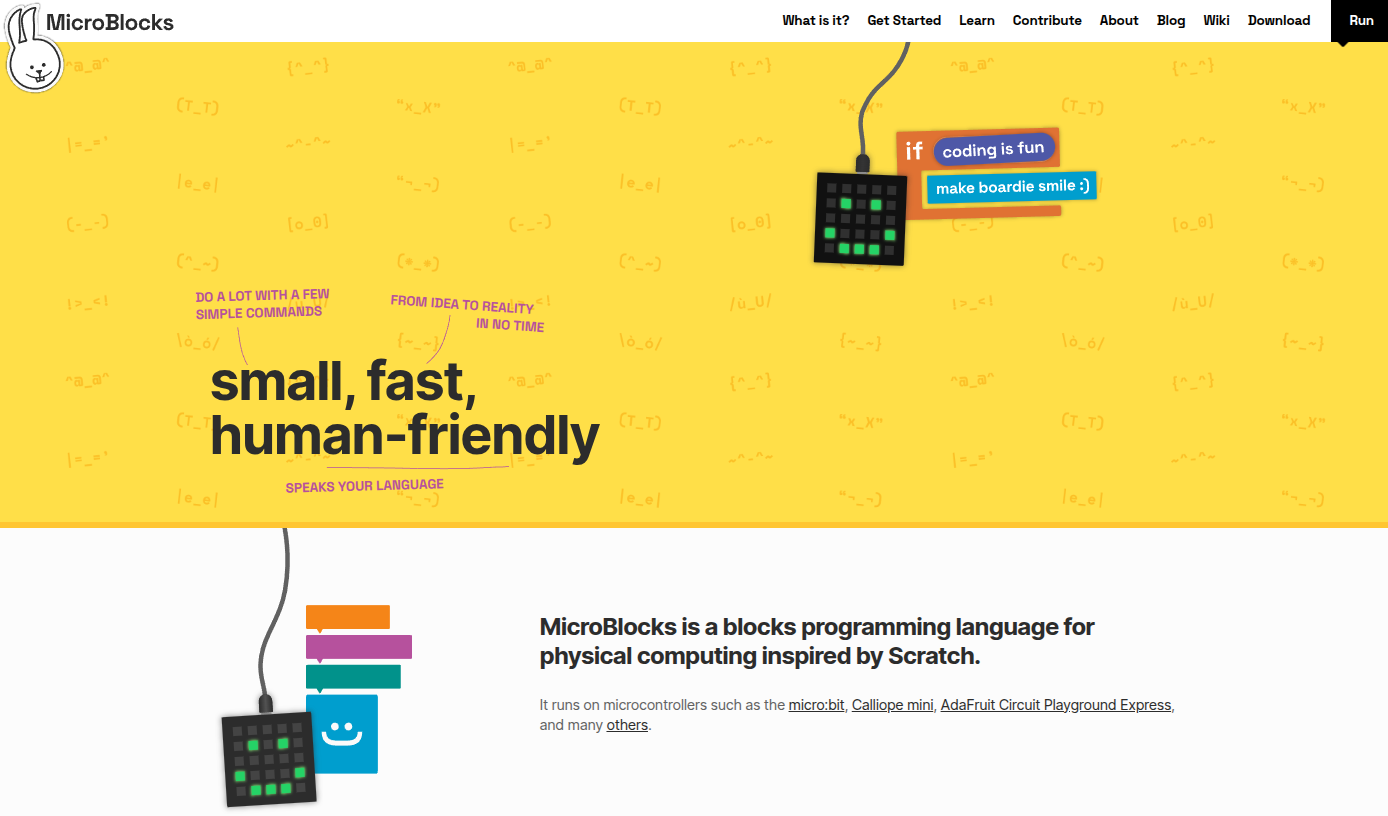 MicroBlocks
What is it? Get Started Learn Contribute About Blog Wiki Download Run
if coding is fun
make boardie smile :)
DO A LOT WITH A FEW
SIMPLE COMMANDS
FROM IDEA TO REALITY
IN NO TIME
small, fast,
human-friendly
SPEAKS YOUR LANGUAGE
MicroBlocks is a blocks programming language for
physical computing inspired by Scratch.
It runs on microcontrollers such as the micro:bit, Calliope mini, AdaFruit Circuit Playground Express,
and many others.